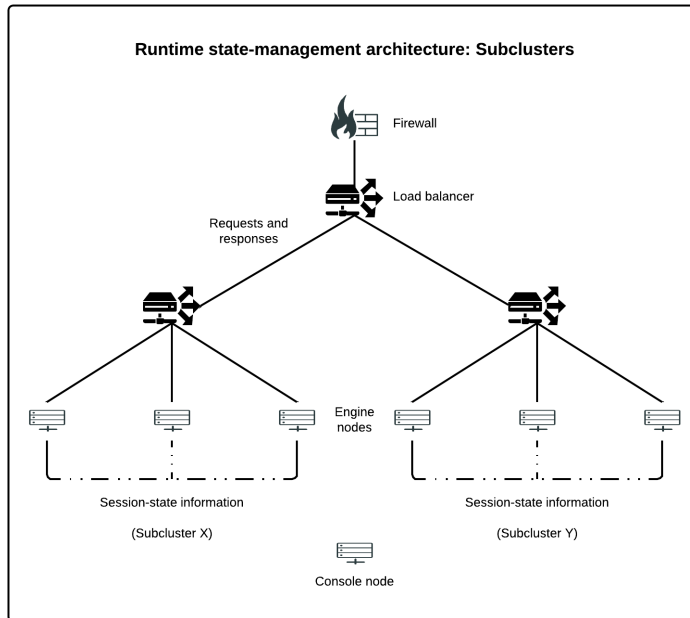 Runtime state-management architecture: Subclusters
Firewall
Load balancer
Requests and
responses
Engine
nodes
Session-state information
(Subcluster X)
Session-state information
(Subcluster Y)
Console node